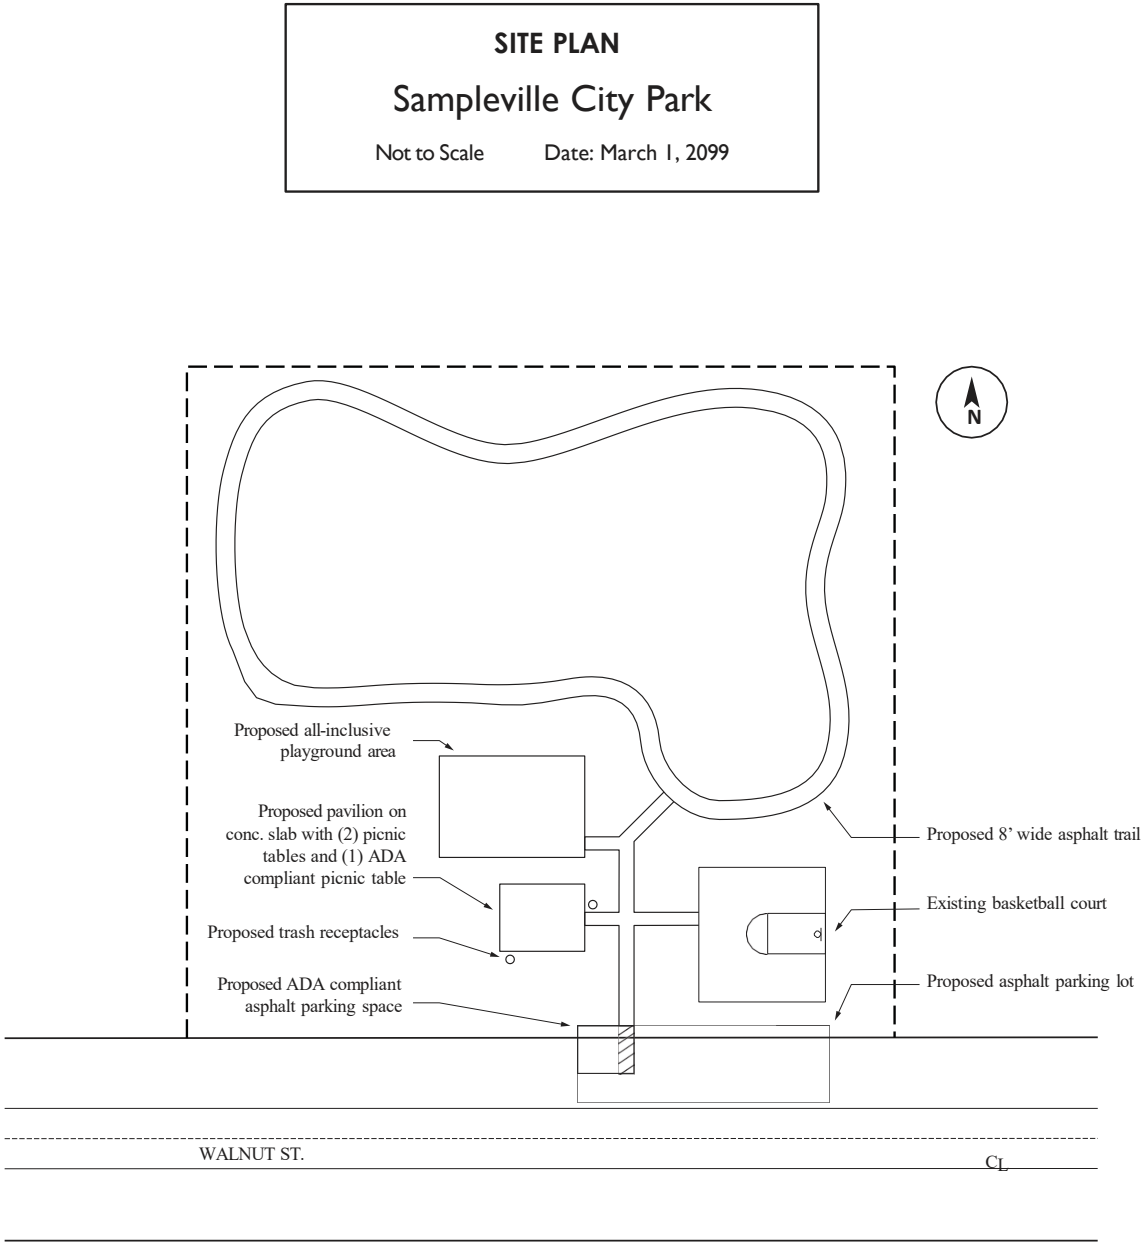 SITE PLAN
Sampleville City Park
Not to Scale Date: March 1, 2099
N
Proposed all-inclusive
playground area
Proposed pavilion on
conc. slab with (2) picnic
tables and (1) ADA
compliant picnic table
Proposed trash receptacles
Proposed ADA compliant
asphalt parking space
Proposed 8’ wide asphalt trail
Existing basketball court
Proposed asphalt parking lot
WALNUT ST.
CL